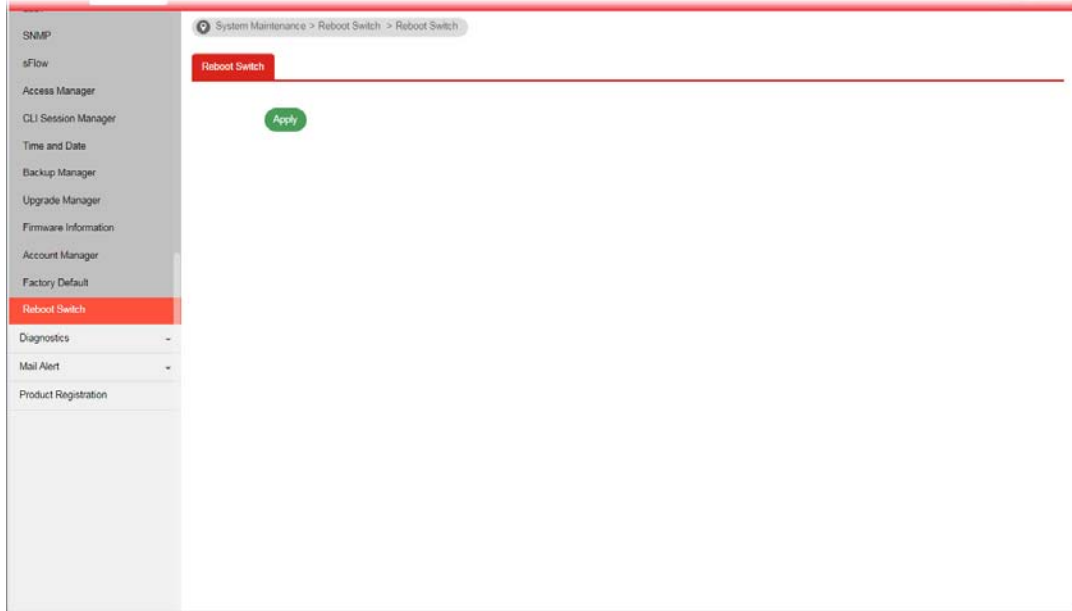 SNMP
System Maintenance > Reboot Switch > Reboot Switch
sFlow
Reboot Switch
Access Manager
CLI Session Manager
Apply
Time and Date
Backup Manager
Upgrade Manager
Firmware Information
Account Manager
Factory Default
Reboot Switch
Diagnostics
Mail Alert
Product Registration